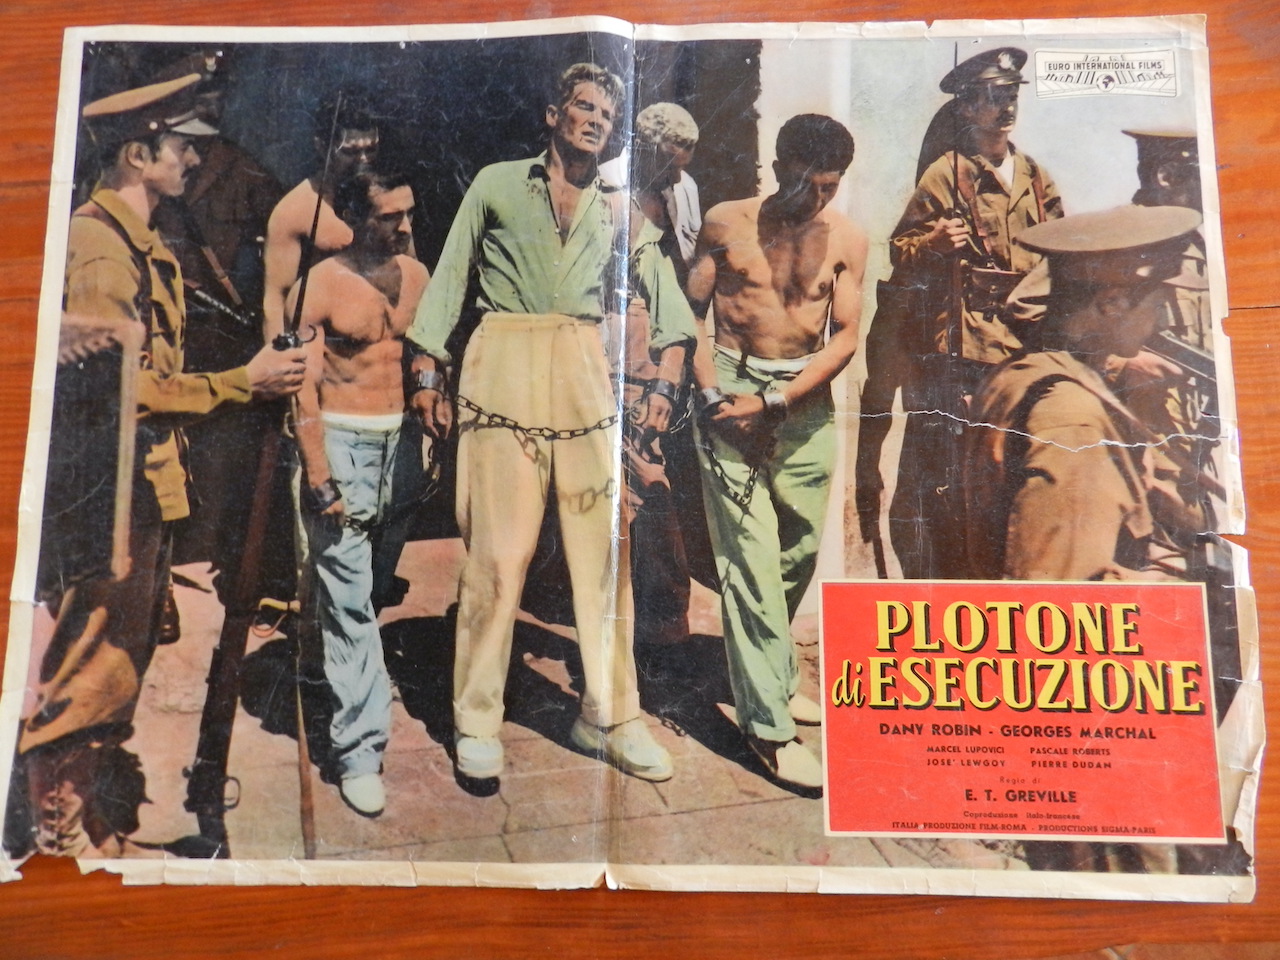 EURO INTERNATIONAL FILMS
PLOTONE
di ESECUZIONE
DANY ROBIN - GEORGES MARCHAL
MARCEL LUPOVICI PASCALE ROBERTS
JOSE' LEWGOY PIERRE DUDAN
Regia di
E. T. GREVILLE
Coproduzione italo-francese
ITALIA PRODUZIONE FILM-ROMA - PRODUCTIONS SIGMA-PARIS